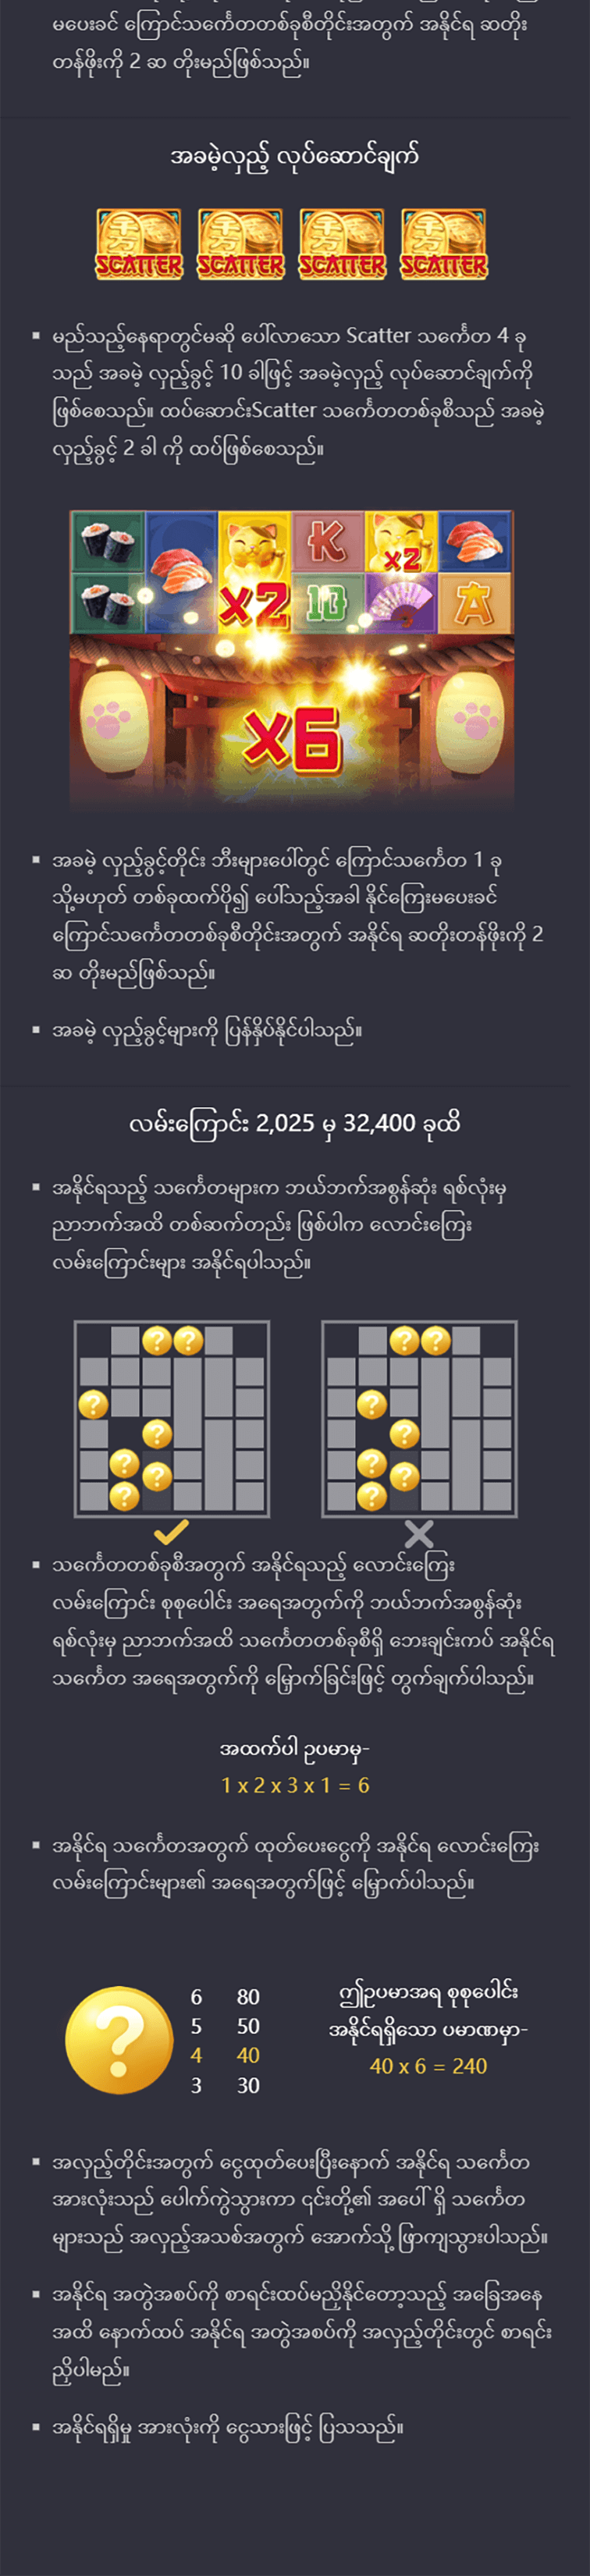 မပေးခင် ကြောင်သင်္ကေတတစ်ခုစီတိုင်းအတွက် အနိုင်ရ ဆတိုး
တန်ဖိုးကို 2 ဆ တိုးမည်ဖြစ်သည်။
အခမဲ့လှည့် လုပ်ဆောင်ချက်
SCATTER SCATTER SCATTER SCATTER
မည်သည့်နေရာတွင်မဆို ပေါ်လာသော Scatter သင်္ကေတ 4 ခု
သည် အခမဲ့ လှည့်ခွင့် 10 ခါဖြင့် အခမဲ့လှည့် လုပ်ဆောင်ချက်ကို
ဖြစ်စေသည်။ ထပ်ဆောင်းScatter သင်္ကေတတစ်ခုစီသည် အခမဲ့
လှည့်ခွင့် 2 ခါ ကို ထပ်ဖြစ်စေသည်။
K x2
x2 10 A
x6
အခမဲ့ လှည့်ခွင့်တိုင်း ဘီးများပေါ်တွင် ကြောင်သင်္ကေတ 1 ခု
သို့မဟုတ် တစ်ခုထက်ပို၍ ပေါ်သည့်အခါ နိုင်ကြေးမပေးခင်
ကြောင်သင်္ကေတတစ်ခုစီတိုင်းအတွက် အနိုင်ရ ဆတိုးတန်ဖိုးကို 2
ဆ တိုးမည်ဖြစ်သည်။
အခမဲ့ လှည့်ခွင့်များကို ပြန်နှိပ်နိုင်ပါသည်။
လမ်းကြောင်း 2,025 မှ 32,400 ခုထိ
အနိုင်ရသည့် သင်္ကေတများက ဘယ်ဘက်အစွန်ဆုံး ရစ်လုံးမှ
ညာဘက်အထိ တစ်ဆက်တည်း ဖြစ်ပါက လောင်းကြေး
လမ်းကြောင်းများ အနိုင်ရပါသည်။
? ? ? ?
? ?
? ?
? ? ? ?
? ?
သင်္ကေတတစ်ခုစီအတွက် အနိုင်ရသည့် လောင်းကြေး
လမ်းကြောင်း စုစုပေါင်း အရေအတွက်ကို ဘယ်ဘက်အစွန်ဆုံး
ရစ်လုံးမှ ညာဘက်အထိ သင်္ကေတတစ်ခုစီရှိ ဘေးချင်းကပ် အနိုင်ရ
သင်္ကေတ အရေအတွက်ကို မြှောက်ခြင်းဖြင့် တွက်ချက်ပါသည်။
အထက်ပါ ဥပမာမှ-
1 x 2 x 3 x 1 = 6
အနိုင်ရ သင်္ကေတအတွက် ထုတ်ပေးငွေကို အနိုင်ရ လောင်းကြေး
လမ်းကြောင်းများ၏ အရေအတွက်ဖြင့် မြှောက်ပါသည်။
?
6 80
5 50
4 40
3 30
ဤဥပမာအရ စုစုပေါင်း
အနိုင်ရရှိသော ပမာဏမှာ-
40 x 6 = 240
အလှည့်တိုင်းအတွက် ငွေထုတ်ပေးပြီးနောက် အနိုင်ရ သင်္ကေတ
အားလုံးသည် ပေါက်ကွဲသွားကာ ၎င်းတို့၏ အပေါ် ရှိ သင်္ကေတ
များသည် အလှည့်အသစ်အတွက် အောက်သို့ ဖြာကျသွားပါသည်။
အနိုင်ရ အတွဲအစပ်ကို စာရင်းထပ်မညှိနိုင်တော့သည့် အခြေအနေ
အထိ နောက်ထပ် အနိုင်ရ အတွဲအစပ်ကို အလှည့်တိုင်းတွင် စာရင်း
ညှိပါမည်။
အနိုင်ရရှိမှု အားလုံးကို ငွေသားဖြင့် ပြသသည်။